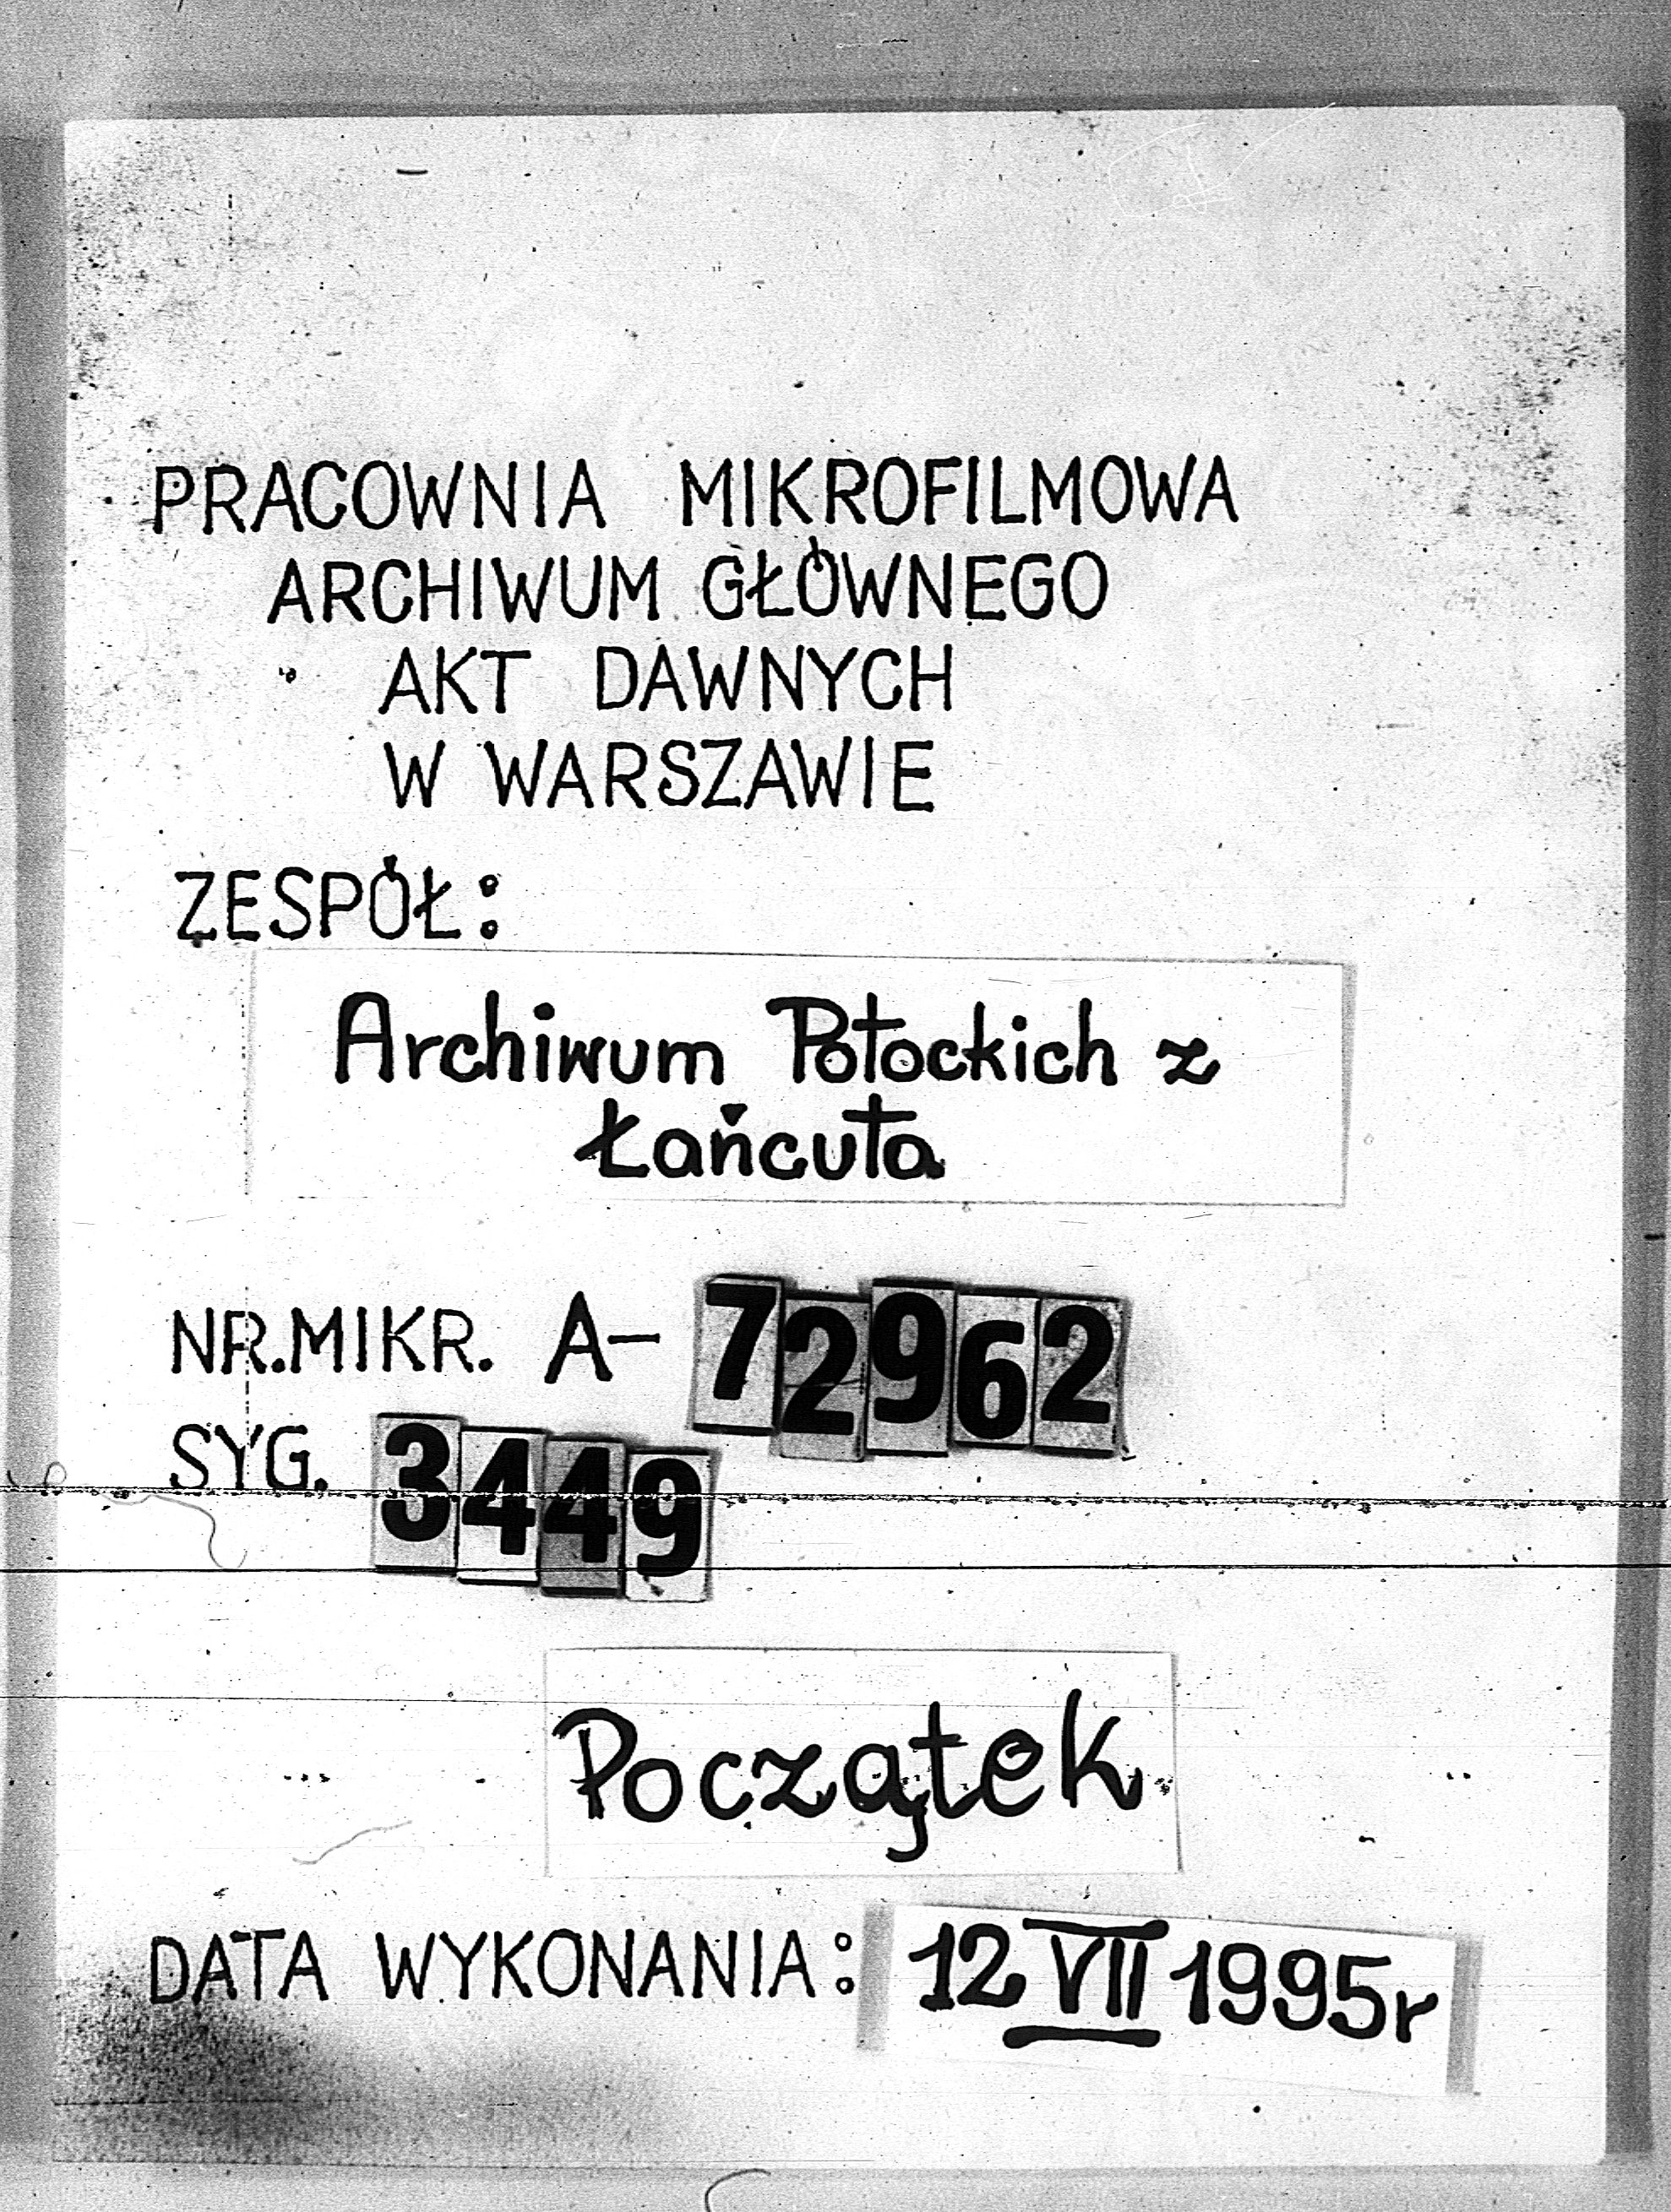 PRACOWNIA MIKROFILMOWA
ARCHIWUM GŁÓWNEGO
AKT DAWNYCH
W WARSZAWIE
ZESPÓŁ:
Archiwum Potockich z
Łańcuta
NR.MIKR. A- 72962
SYG. 3449
Początek
DATA WYKONANIA: 12 VII 1995r